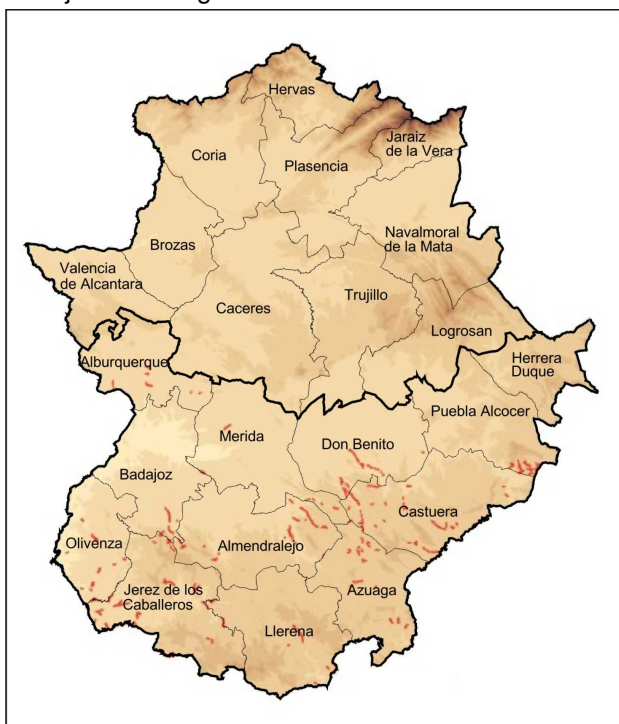 Hervas
Jaraiz
de la Vera
Coria
Plasencia
Navalmoral
de la Mata
Brozas
Valencia
de Alcantara
Trujillo
Caceres
Logrosan
Herrera
Duque
Alburquerque
Puebla Alcocer
Merida
Don Benito
Badajoz
Castuera
Olivenza
Almendralejo
Jerez de los
Caballeros
Azuaga
Llerena